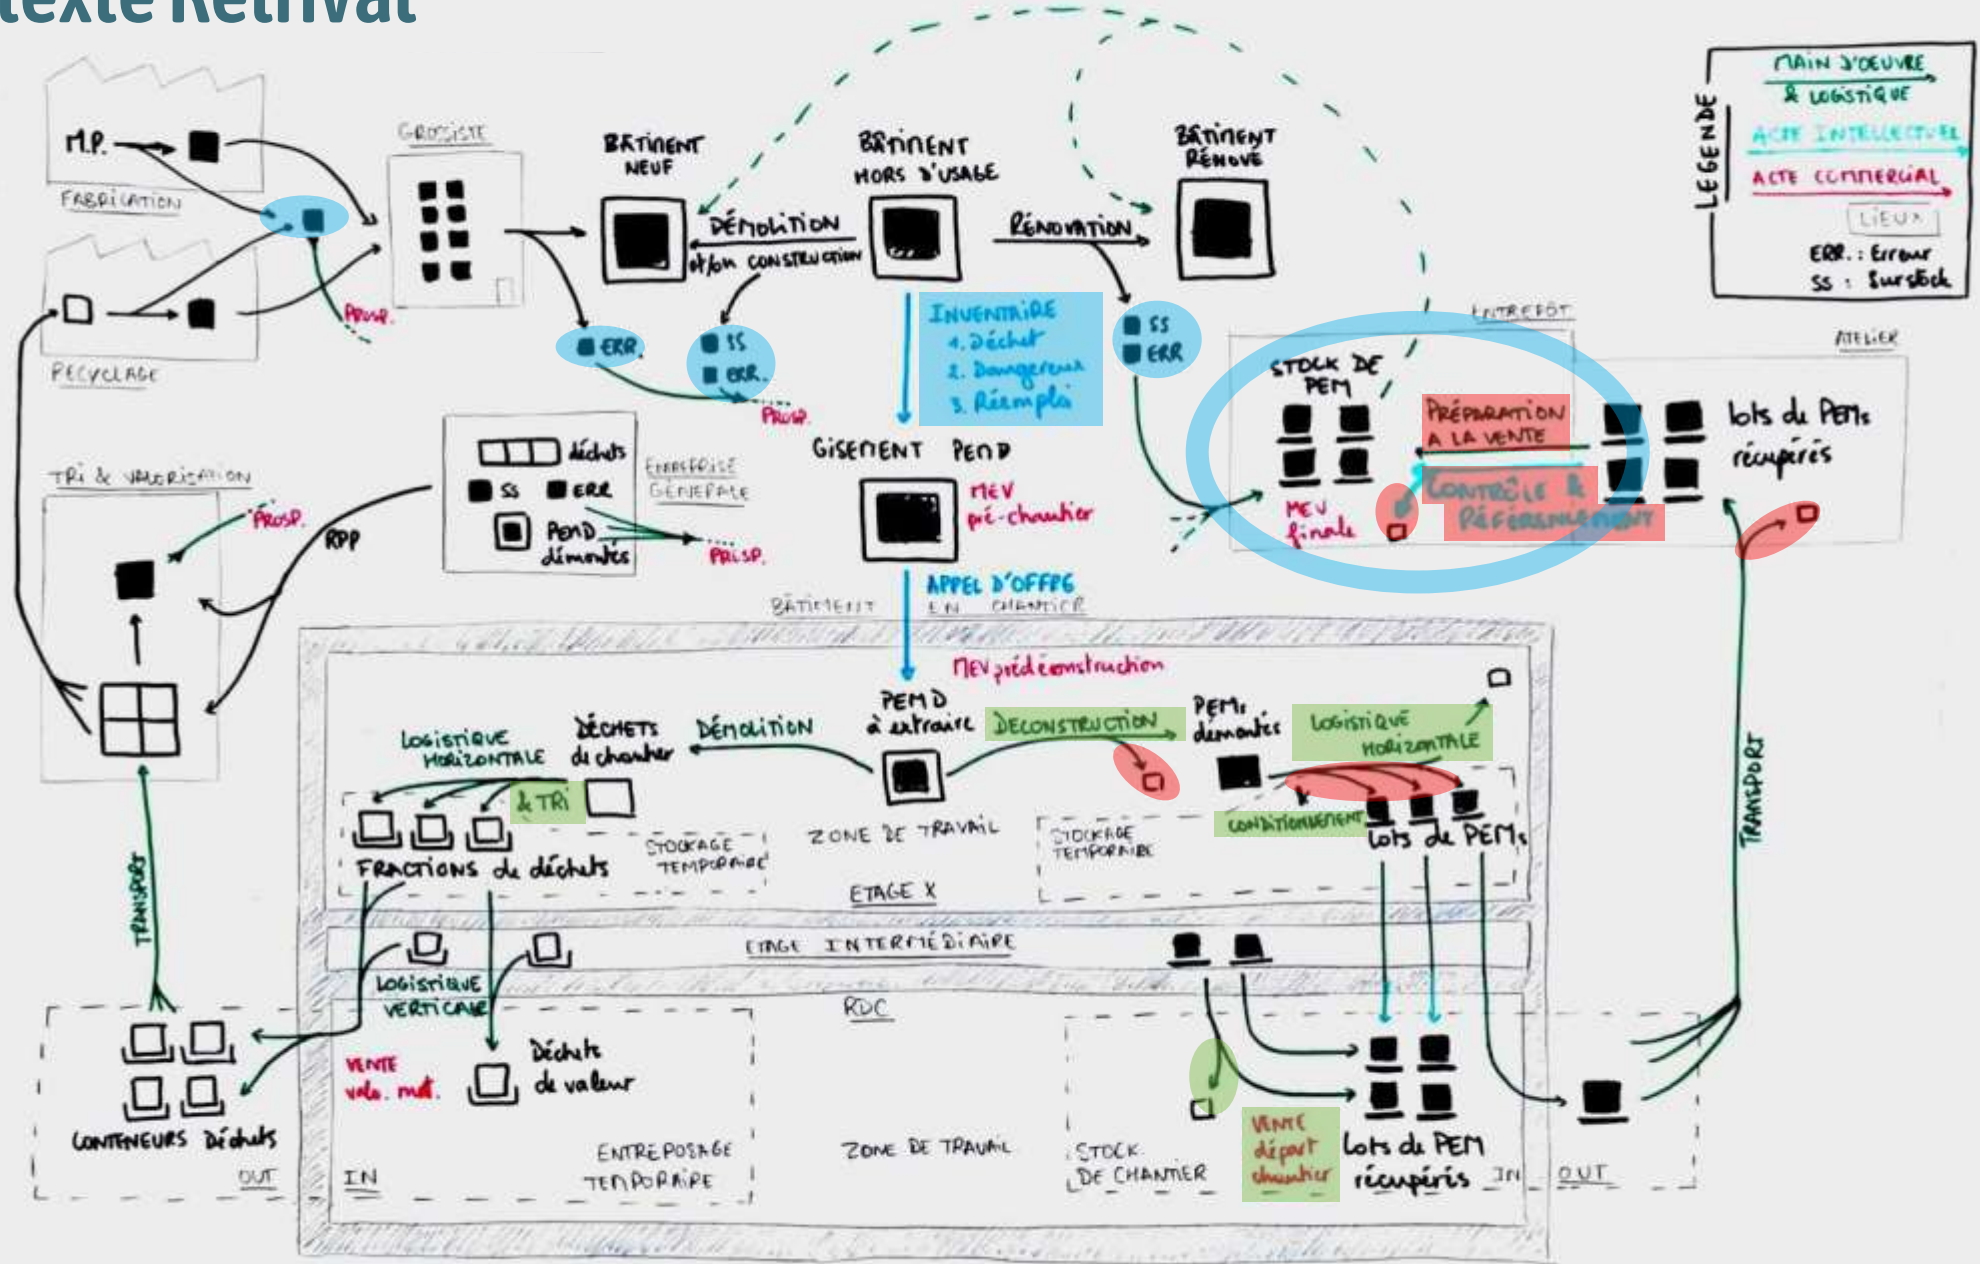 texte Retrival
MAIN D'OEUVRE
& LOGISTIQUE
ACTE INTELLECTUEL
ACTE COMMERCIAL
LIEUX
ERR. : Erreur
SS : Surstock
LEGENDE
M.P.
FABRICATION
RECYCLAGE
PROSP.
GROSSISTE
BÂTIMENT
NEUF
BÂTIMENT
HORS D'USAGE
BÂTIMENT
RÉNOVÉ
DÉMOLITION
et/ou CONSTRUCTION
RÉNOVATION
ERR.
SS
ERR.
PROSP.
INVENTAIRE
1. Déchet
2. Dangereux
3. Réemploi
SS
ERR
ENTREPÔT
ATELIER
STOCK DE
PEM
MEV
finale
PRÉPARATION
A LA VENTE
CONTRÔLE &
RÉFÉRENCEMENT
lots de PEMs
récupérés
GISEMENT PEMD
MEV
pré-chantier
APPEL D'OFFRE
TRI & VALORISATION
PROSP.
RPP
déchets
SS
ERR
PEMD
démontés
ENTREPRISE
GÉNÉRALE
PROSP.
BÂTIMENT EN CHANTIER
MEV prédéconstruction
PEMD
à extraire
DÉMOLITION
DÉCHETS
de chantier
LOGISTIQUE
HORIZONTALE
& TRI
DECONSTRUCTION
PEMs
démontés
LOGISTIQUE
HORIZONTALE
CONDITIONNEMENT
lots de PEMs
STOCKAGE
TEMPORAIRE
ZONE DE TRAVAIL
STOCKAGE
TEMPORAIRE
FRACTIONS de déchets
ETAGE X
ETAGE INTERMÉDIAIRE
TRANSPORT
TRANSPORT
LOGISTIQUE
VERTICALE
RDC
VENTE
valo. mat.
Déchets
de valeur
CONTENEURS Déchets
OUT
IN
ENTREPOSAGE
TEMPORAIRE
ZONE DE TRAVAIL
STOCK
DE CHANTIER
VENTE
départ
chantier
Lots de PEM
récupérés
IN
OUT